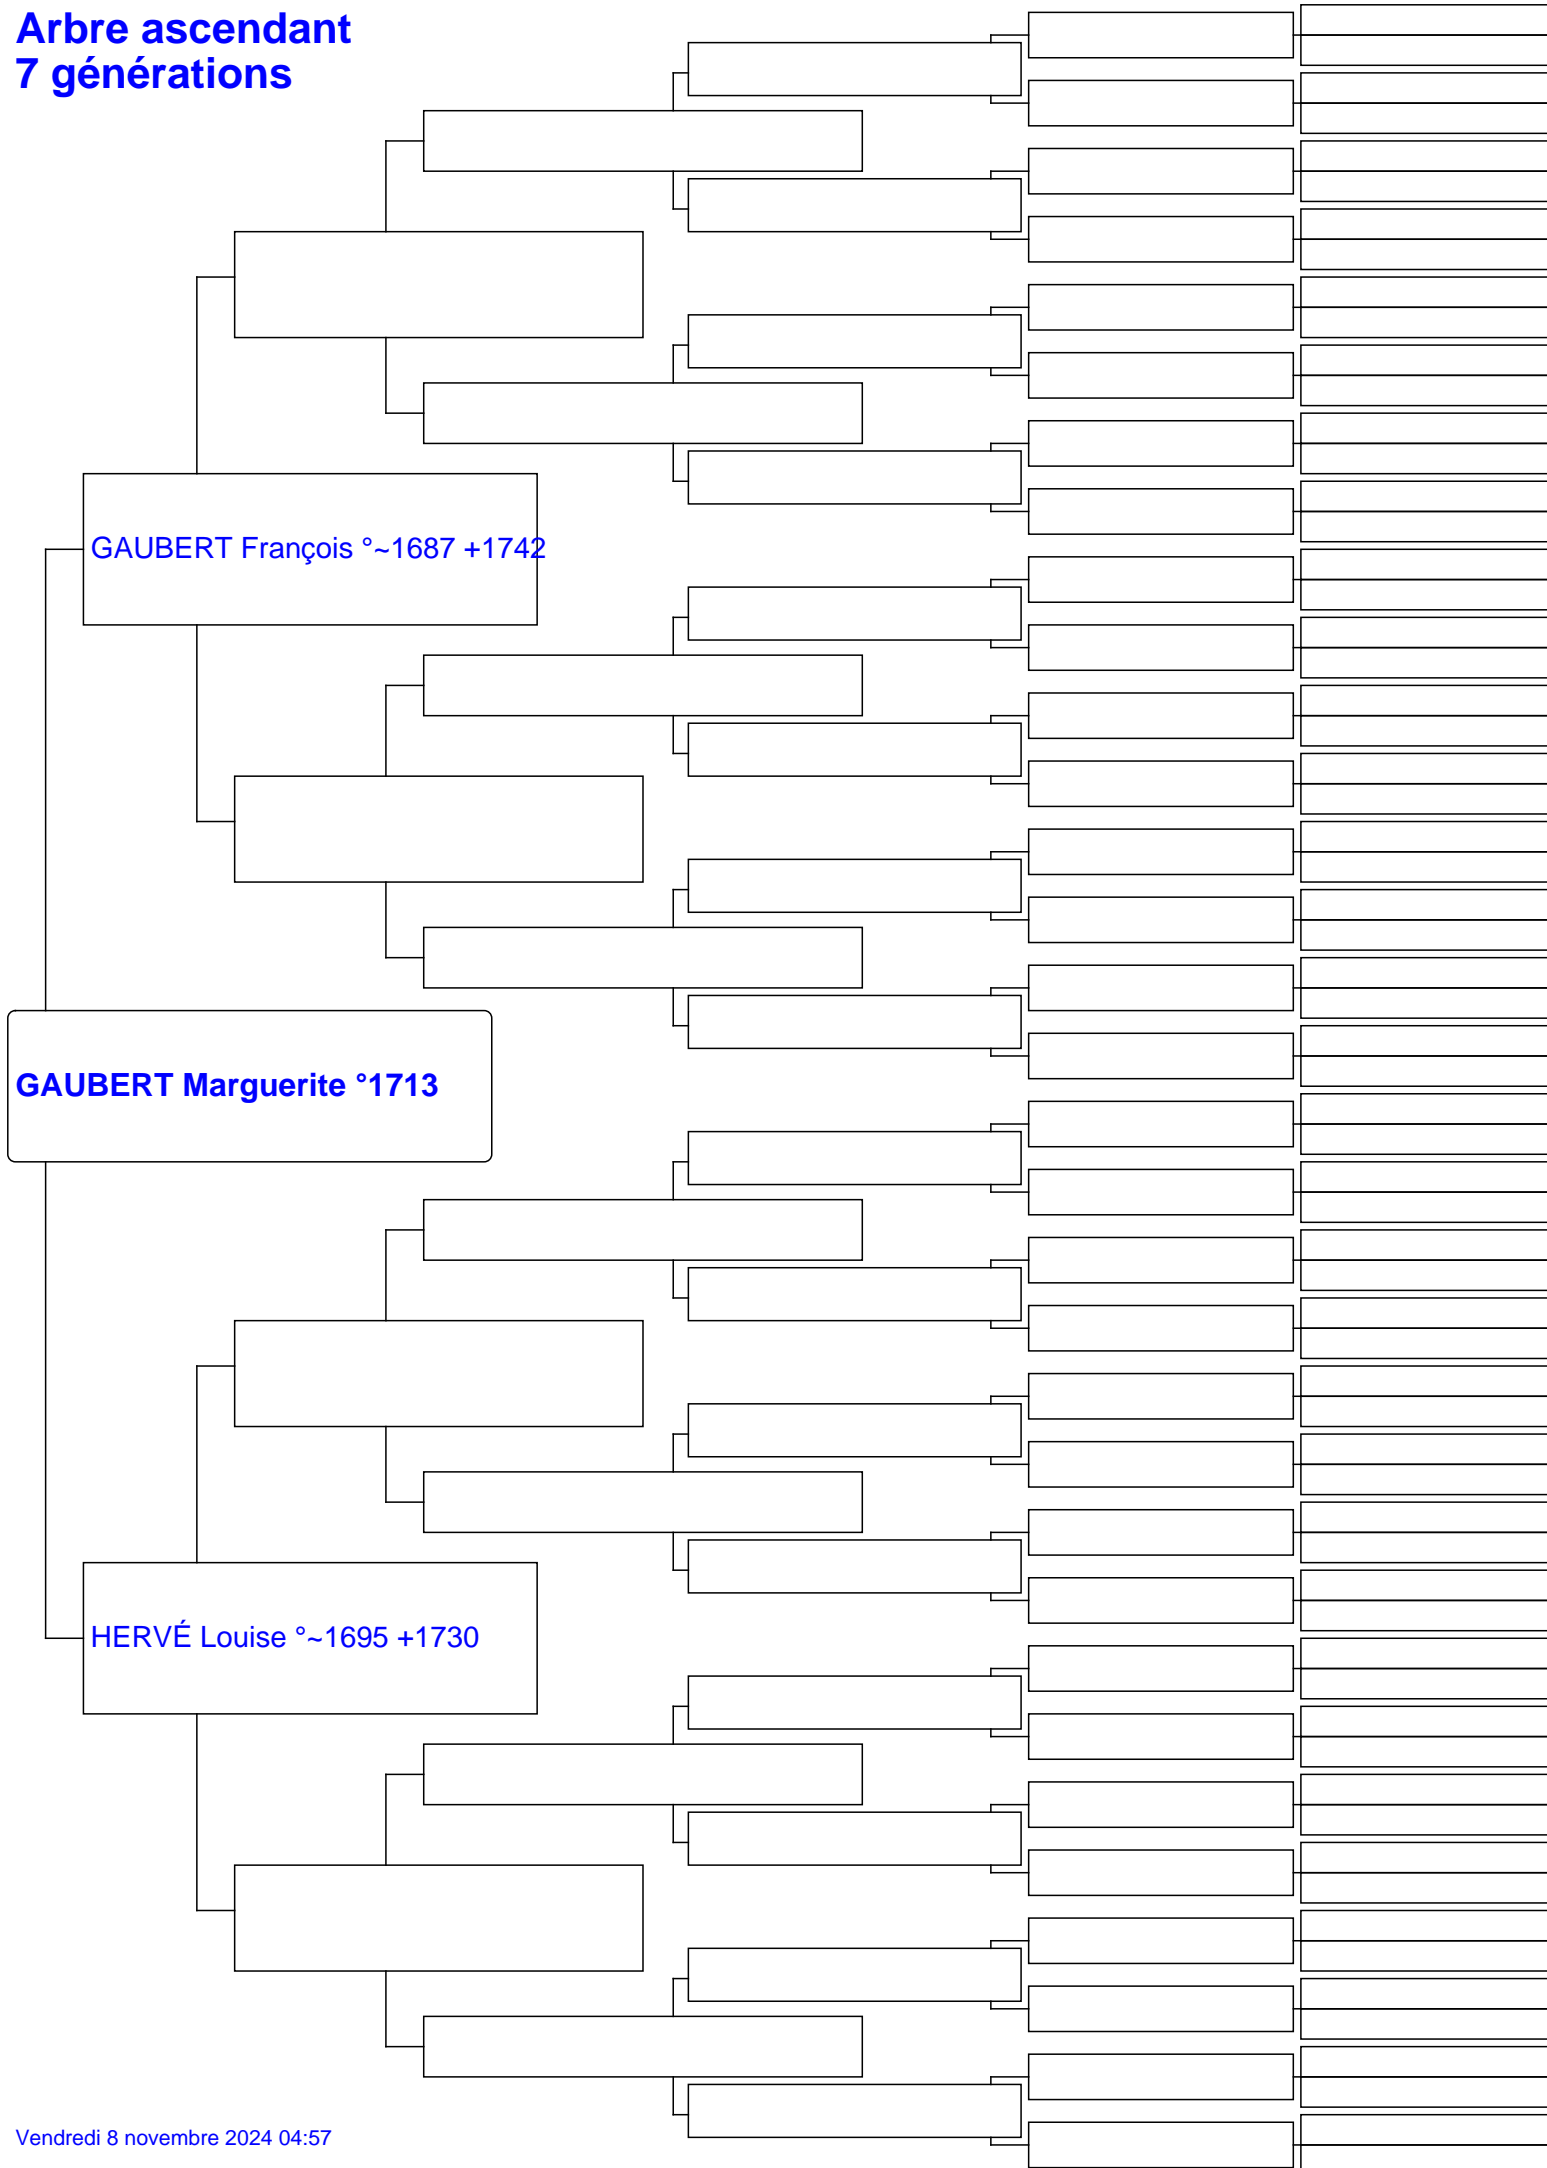 Arbre ascendant
7 générations
GAUBERT François °~1687 +1742
GAUBERT Marguerite °1713
HERVÉ Louise °~1695 +1730
Vendredi 8 novembre 2024 04:57